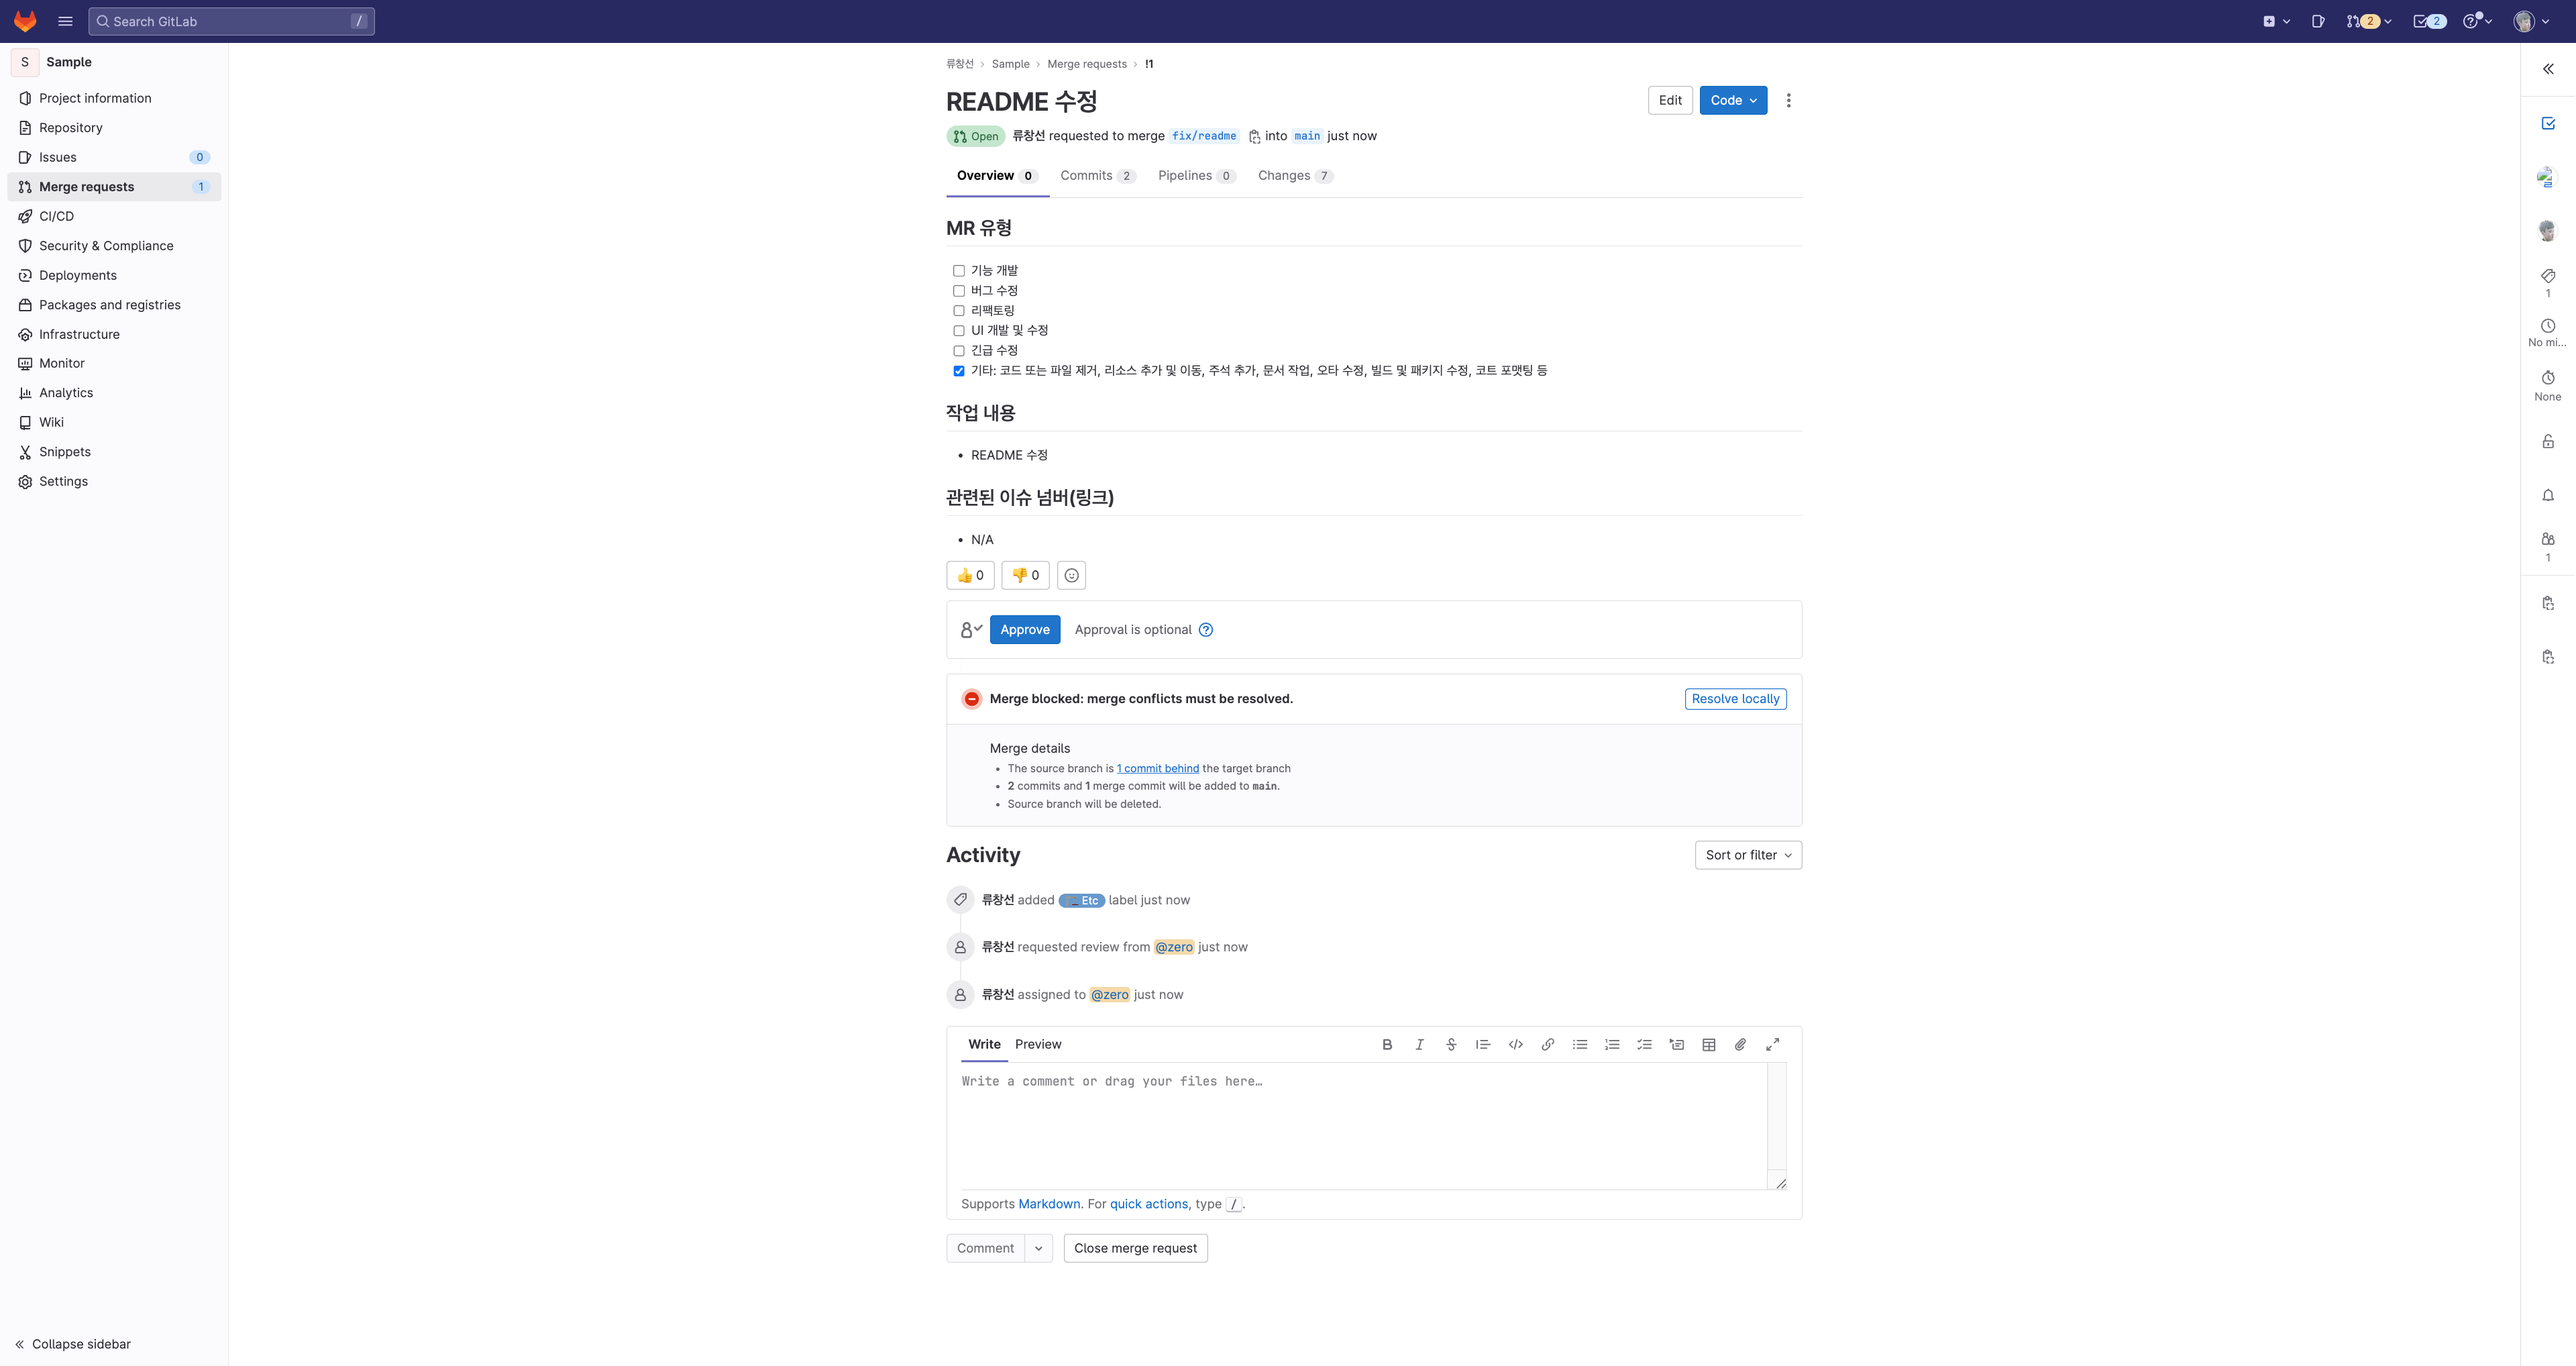 Search GitLab
/
2
2
S
Sample
Project information
Repository
Issues
0
Merge requests
1
CI/CD
Security & Compliance
Deployments
Packages and registries
Infrastructure
Monitor
Analytics
Wiki
Snippets
Settings
Collapse sidebar
류창선 › Sample › Merge requests › !1
README 수정
Edit
Code
Open 류창선 requested to merge fix/readme into main just now
Overview 0
Commits 2
Pipelines 0
Changes 7
MR 유형
기능 개발
버그 수정
리팩토링
UI 개발 및 수정
긴급 수정
기타: 코드 또는 파일 제거, 리소스 추가 및 이동, 주석 추가, 문서 작업, 오타 수정, 빌드 및 패키지 수정, 코트 포맷팅 등
작업 내용
• README 수정
관련된 이슈 넘버(링크)
• N/A
👍 0
👎 0
Approve
Approval is optional
Merge blocked: merge conflicts must be resolved.
Resolve locally
Merge details
• The source branch is 1 commit behind the target branch
• 2 commits and 1 merge commit will be added to main.
• Source branch will be deleted.
Activity
Sort or filter
류창선 added Etc label just now
류창선 requested review from @zero just now
류창선 assigned to @zero just now
Write
Preview
Write a comment or drag your files here…
Supports Markdown. For quick actions, type /.
Comment
Close merge request
1
No mi...
None
1